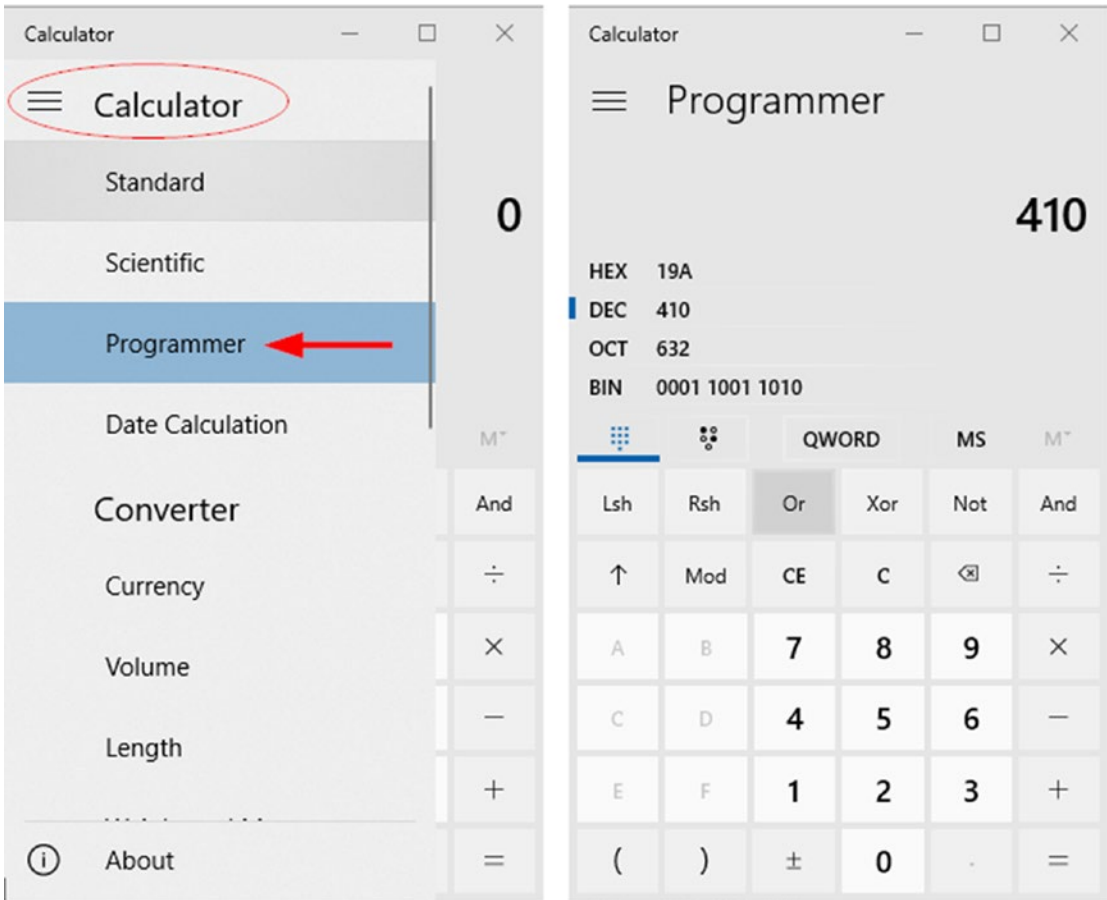 Calculator
Calculator
Standard
0
Scientific
Programmer
Date Calculation
M
Converter
And
Currency
÷
Volume
×
Length
−
+
About
=
Calculator
Programmer
410
HEX 19A
DEC 410
OCT 632
BIN 0001 1001 1010
QWORD MS M
Lsh Rsh Or Xor Not And
↑ Mod CE C ⌫ ÷
A B 7 8 9 ×
C D 4 5 6 −
E F 1 2 3 +
( ) ± 0 . =